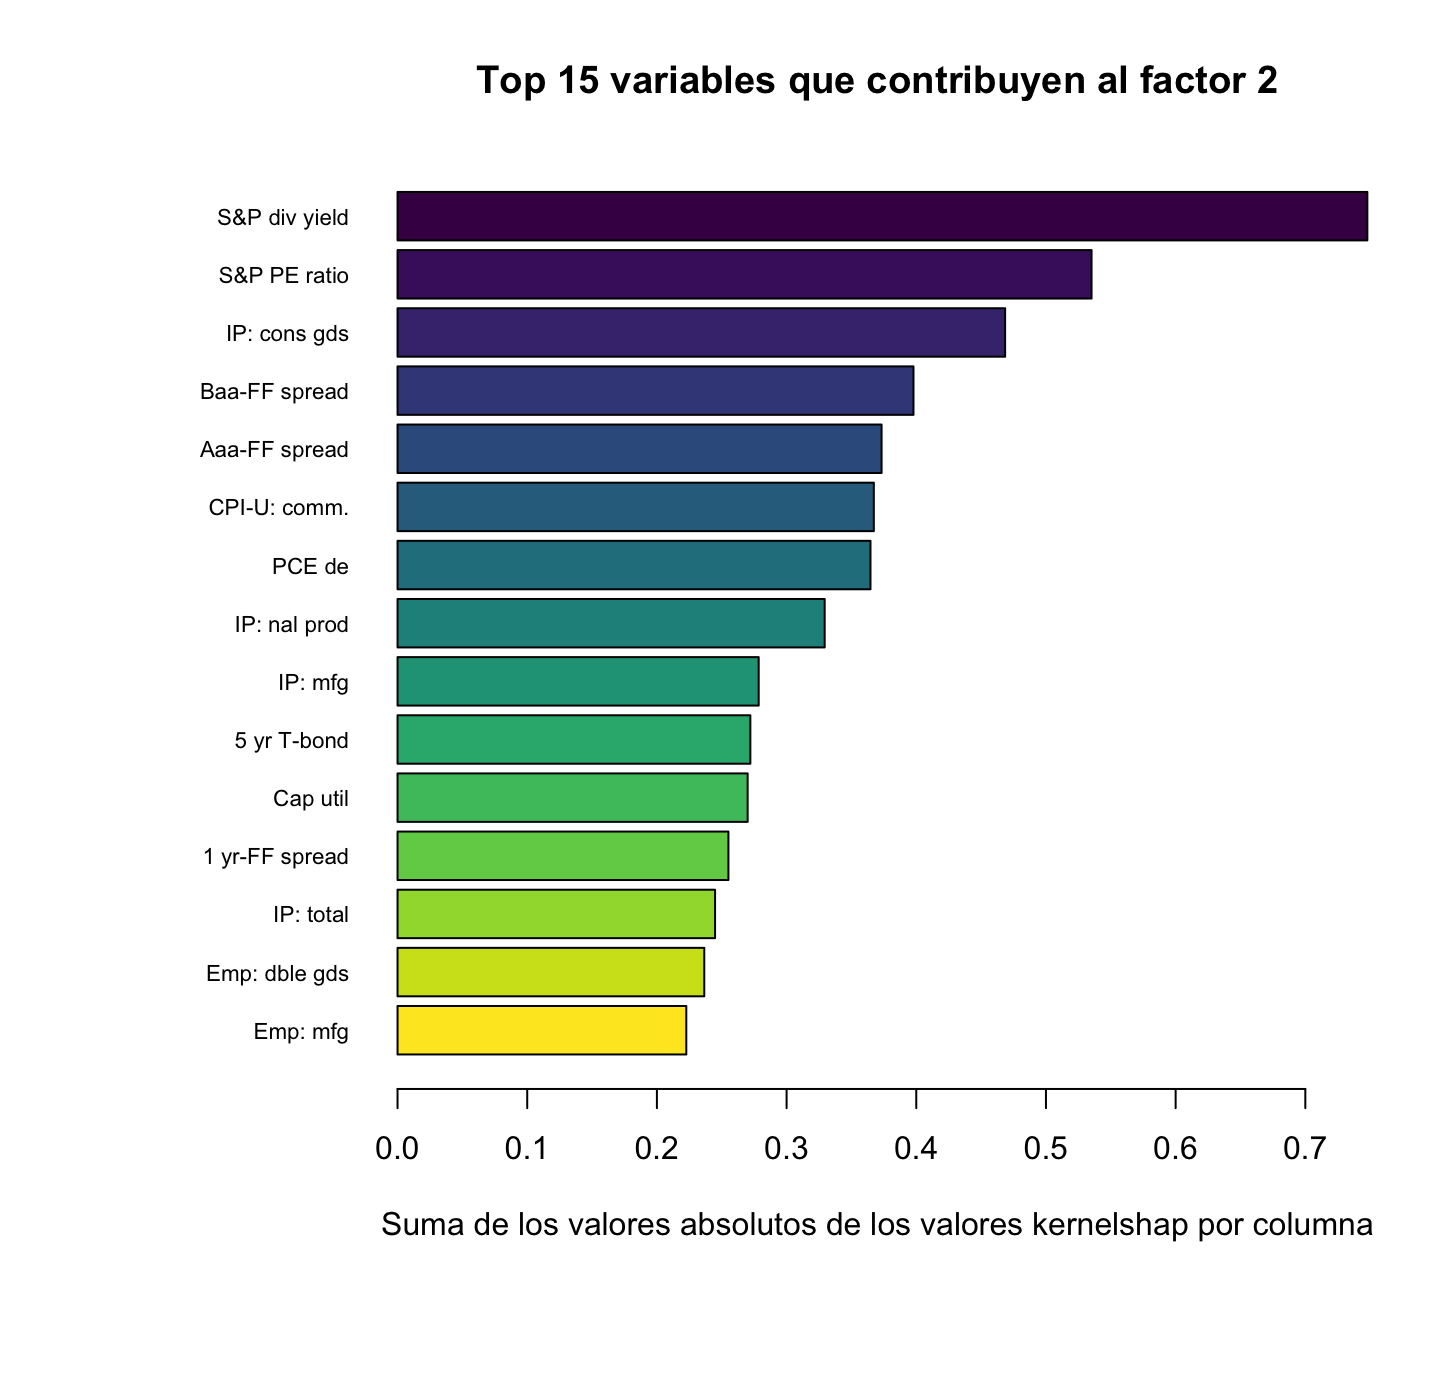 Top 15 variables que contribuyen al factor 2
S&P div yield
S&P PE ratio
IP: cons gds
Baa-FF spread
Aaa-FF spread
CPI-U: comm.
PCE de
IP: nal prod
IP: mfg
5 yr T-bond
Cap util
1 yr-FF spread
IP: total
Emp: dble gds
Emp: mfg
0.0 0.1 0.2 0.3 0.4 0.5 0.6 0.7
Suma de los valores absolutos de los valores kernelshap por columna